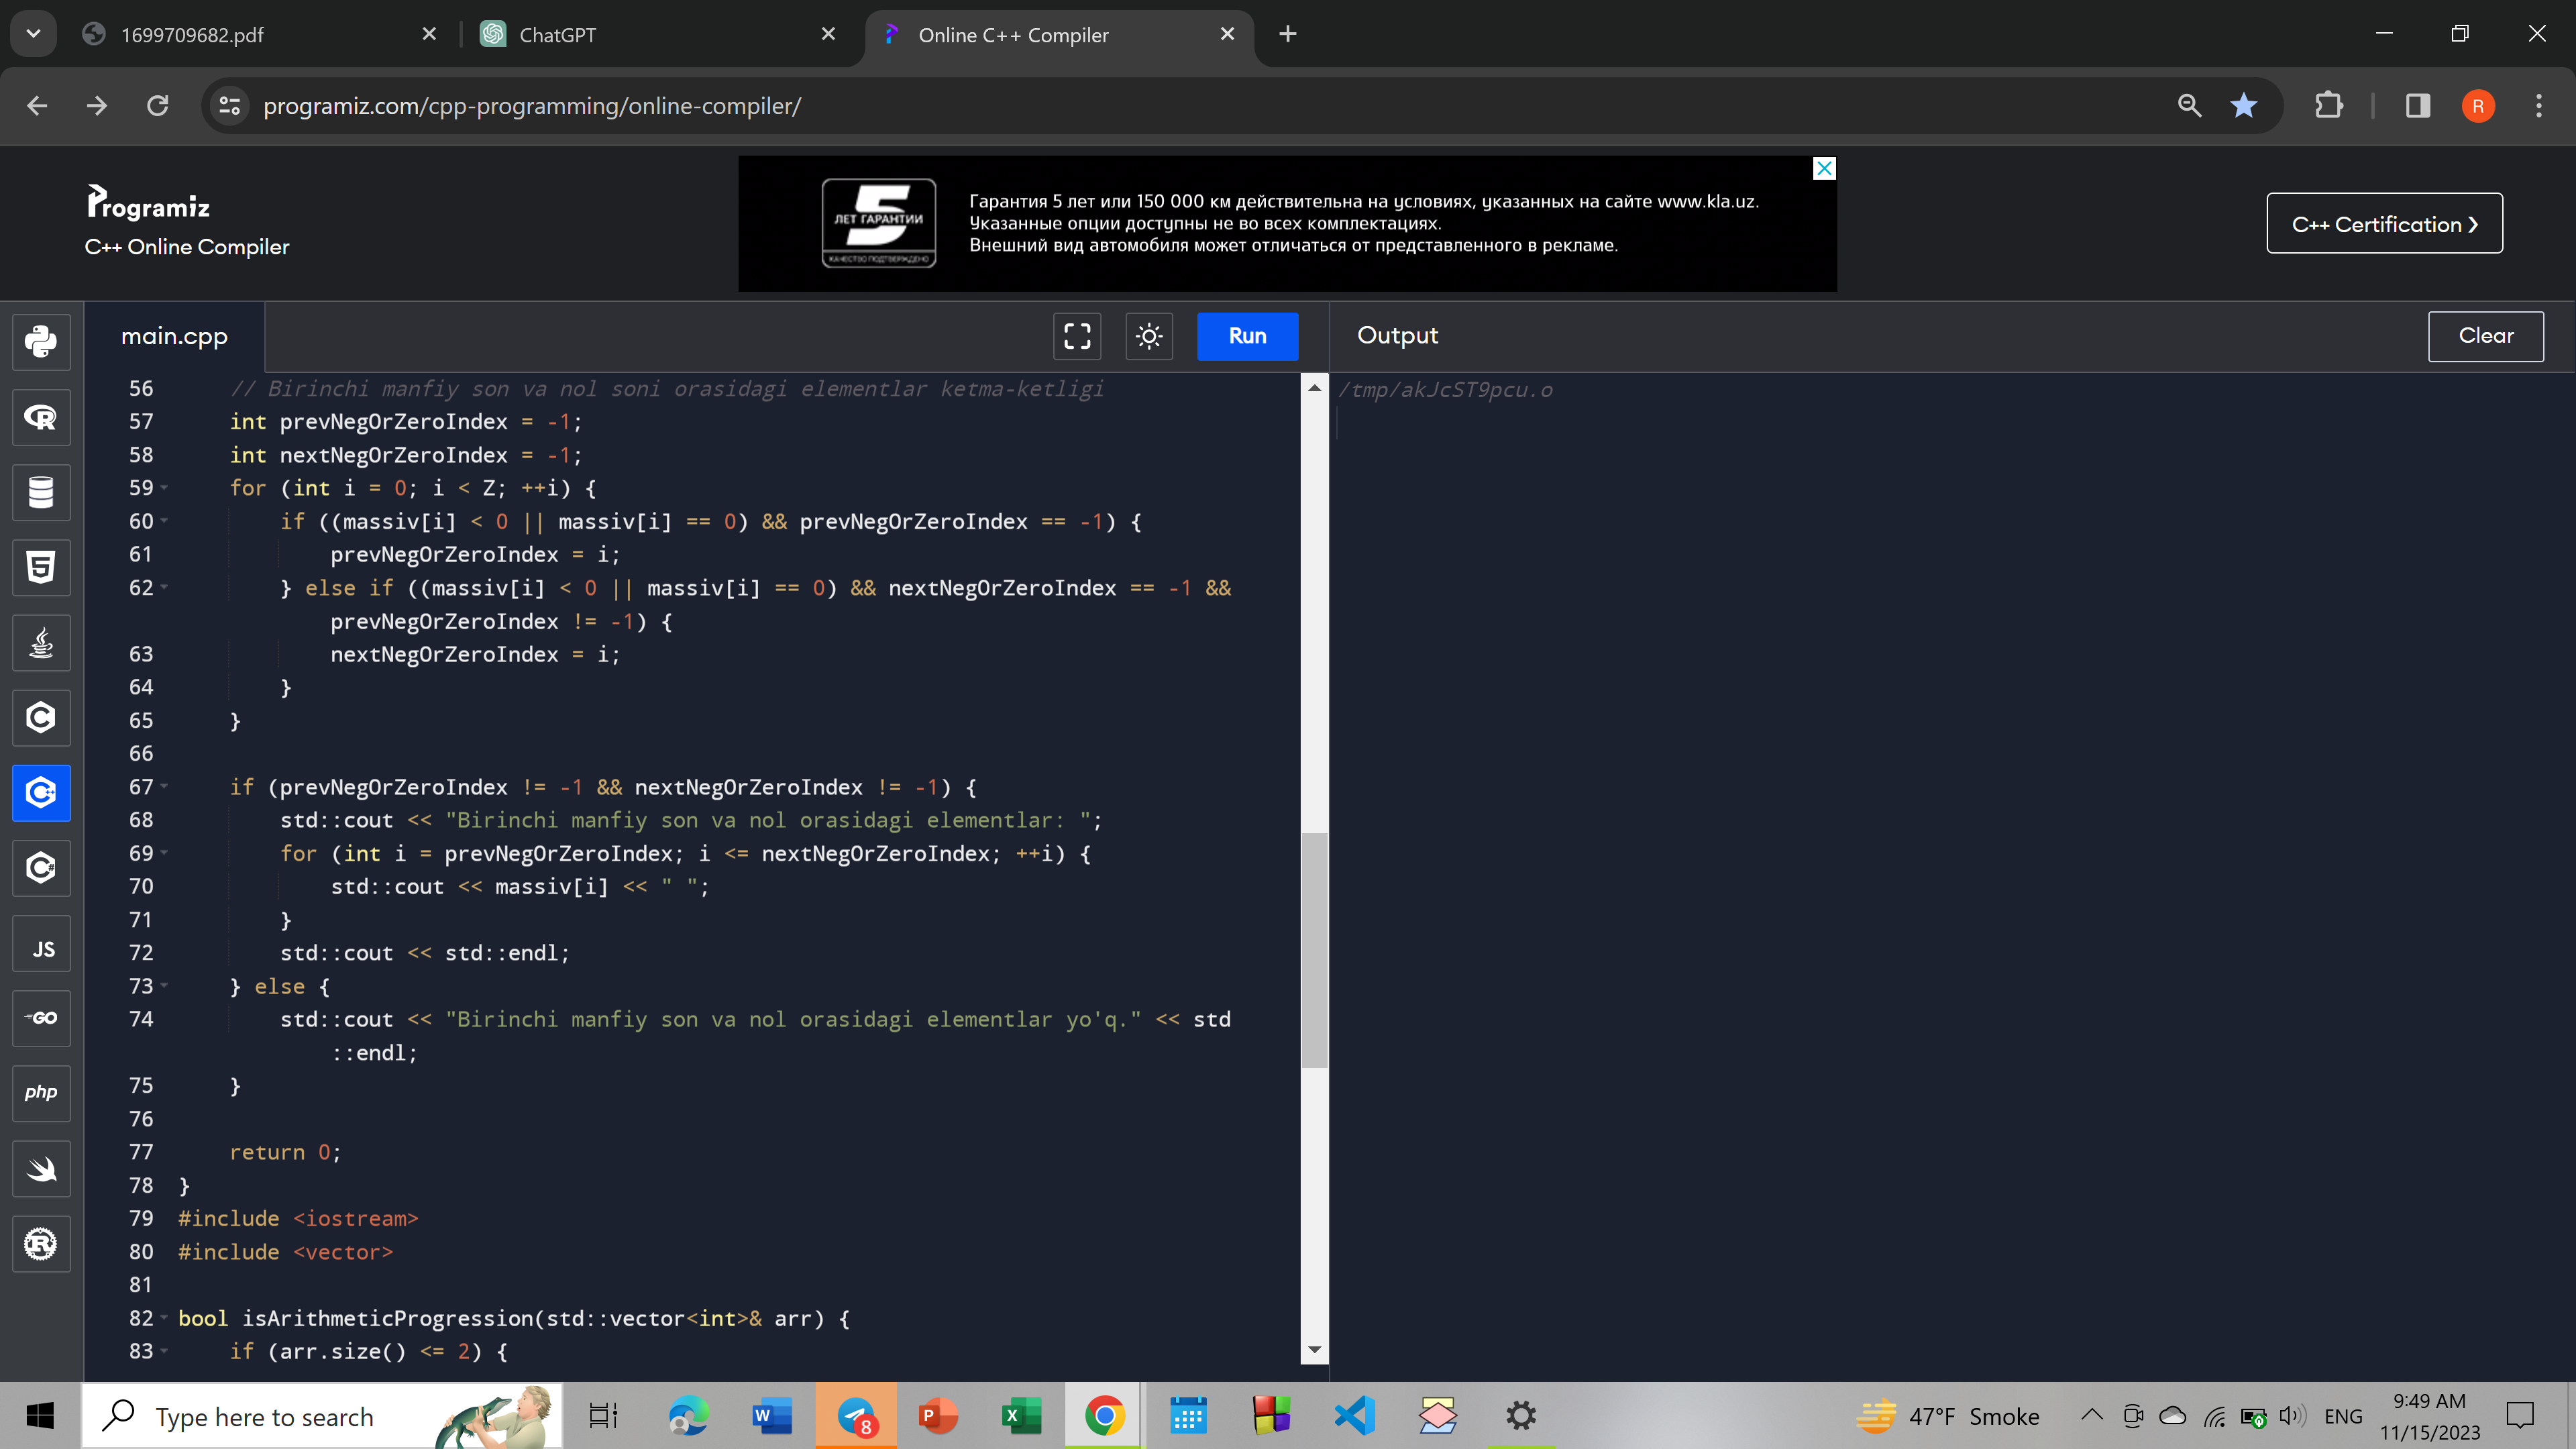 1699709682.pdf
ChatGPT
Online C++ Compiler
programiz.com/cpp-programming/online-compiler/
R
Programiz
C++ Online Compiler
5
ЛЕТ ГАРАНТИИ
КАЧЕСТВО ПОДТВЕРЖДЕНО
Гарантия 5 лет или 150 000 км действительна на условиях, указанных на сайте www.kla.uz.
Указанные опции доступны не во всех комплектациях.
Внешний вид автомобиля может отличаться от представленного в рекламе.
C++ Certification ❯
main.cpp
Run
Output
Clear
56 // Birinchi manfiy son va nol soni orasidagi elementlar ketma-ketligi
57 int prevNegOrZeroIndex = -1;
58 int nextNegOrZeroIndex = -1;
59 for (int i = 0; i < Z; ++i) {
60 if ((massiv[i] < 0 || massiv[i] == 0) && prevNegOrZeroIndex == -1) {
61 prevNegOrZeroIndex = i;
62 } else if ((massiv[i] < 0 || massiv[i] == 0) && nextNegOrZeroIndex == -1 &&
prevNegOrZeroIndex != -1) {
63 nextNegOrZeroIndex = i;
64 }
65 }
66
67 if (prevNegOrZeroIndex != -1 && nextNegOrZeroIndex != -1) {
68 std::cout << "Birinchi manfiy son va nol orasidagi elementlar: ";
69 for (int i = prevNegOrZeroIndex; i <= nextNegOrZeroIndex; ++i) {
70 std::cout << massiv[i] << " ";
71 }
72 std::cout << std::endl;
73 } else {
74 std::cout << "Birinchi manfiy son va nol orasidagi elementlar yo'q." << std
::endl;
75 }
76
77 return 0;
78 }
79 #include <iostream>
80 #include <vector>
81
82 bool isArithmeticProgression(std::vector<int>& arr) {
83 if (arr.size() <= 2) {
/tmp/akJcST9pcu.o
R
5
C
C++
C#
JS
GO
php
R
Type here to search
W
8
P
X
47°F Smoke
ENG
9:49 AM
11/15/2023